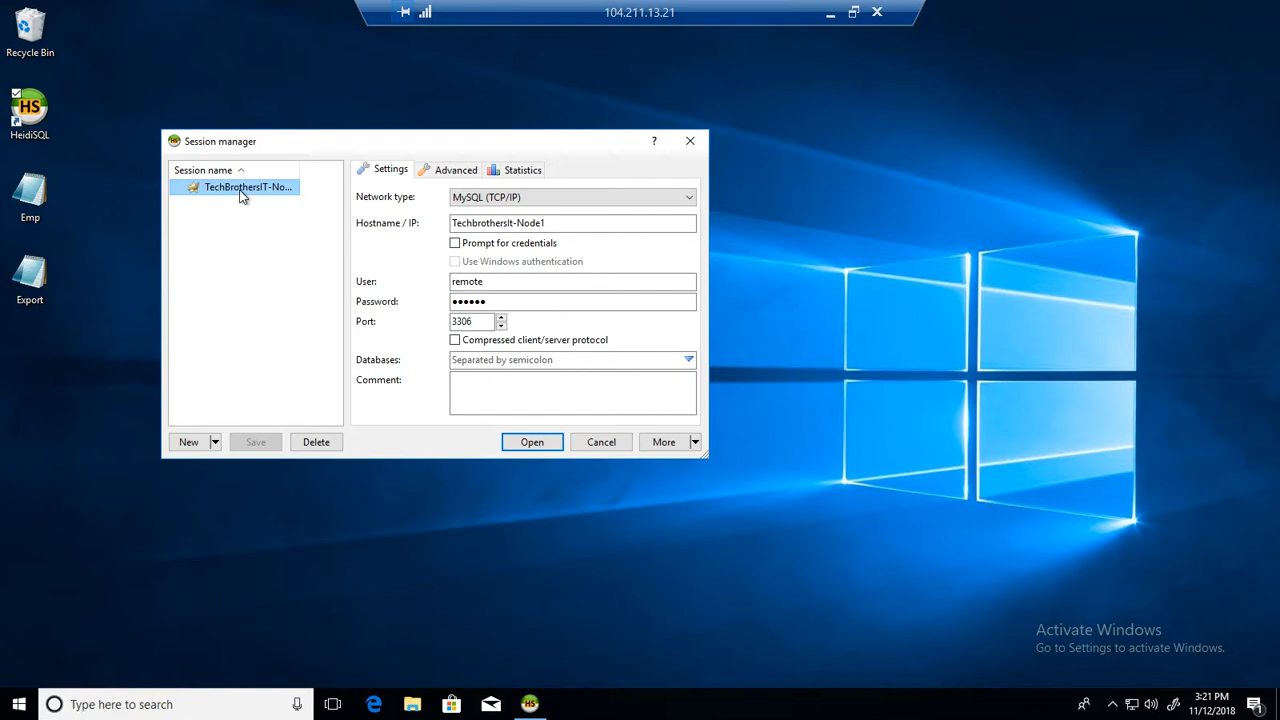 104.211.13.21
Recycle Bin
HeidiSQL
Emp
Export
Session manager
?
Session name
TechBrothersIT-No...
Settings
Advanced
Statistics
Network type:
MySQL (TCP/IP)
Hostname / IP:
TechbrothersIt-Node1
Prompt for credentials
Use Windows authentication
User:
remote
Password:
●●●●●●
Port:
3306
Compressed client/server protocol
Databases:
Separated by semicolon
Comment:
New
Save
Delete
Open
Cancel
More
Activate Windows
Go to Settings to activate Windows.
Type here to search
3:21 PM
11/12/2018